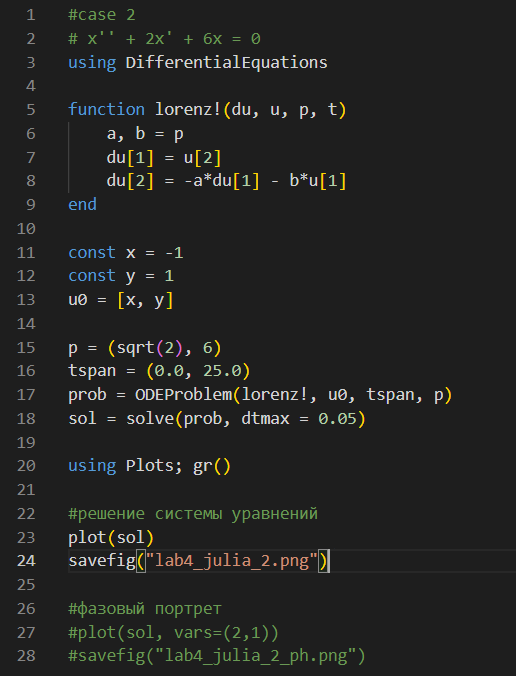 1 #case 2
2 # x'' + 2x' + 6x = 0
3 using DifferentialEquations
4
5 function lorenz!(du, u, p, t)
6     a, b = p
7     du[1] = u[2]
8     du[2] = -a*du[1] - b*u[1]
9 end
10
11 const x = -1
12 const y = 1
13 u0 = [x, y]
14
15 p = (sqrt(2), 6)
16 tspan = (0.0, 25.0)
17 prob = ODEProblem(lorenz!, u0, tspan, p)
18 sol = solve(prob, dtmax = 0.05)
19
20 using Plots; gr()
21
22 #решение системы уравнений
23 plot(sol)
24 savefig("lab4_julia_2.png")
25
26 #фазовый портрет
27 #plot(sol, vars=(2,1))
28 #savefig("lab4_julia_2_ph.png")